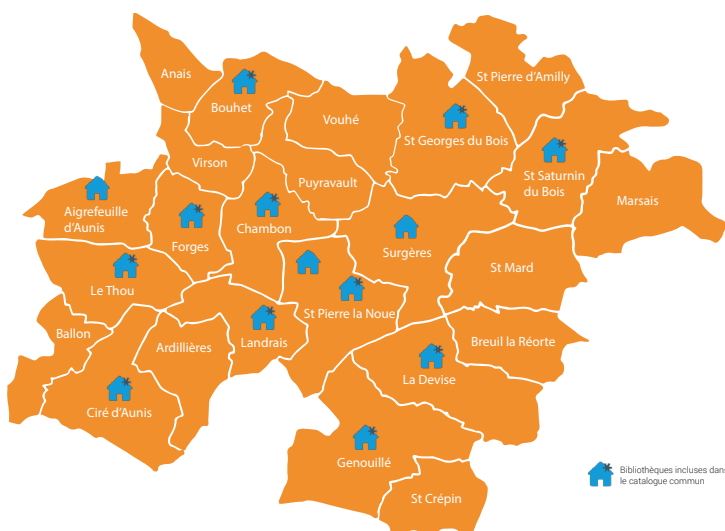 Anais
St Pierre d'Amilly
Bouhet
Vouhé
St Georges du Bois
Virson
Puyravault
St Saturnin
du Bois
Marsais
Aigrefeuille
d'Aunis
Forges
Chambon
Surgères
St Mard
Le Thou
St Pierre la Noue
Ballon
Ardillières
Landrais
Breuil la Réorte
La Devise
Ciré d'Aunis
Genouillé
St Crépin
Bibliothèques incluses dans
le catalogue commun